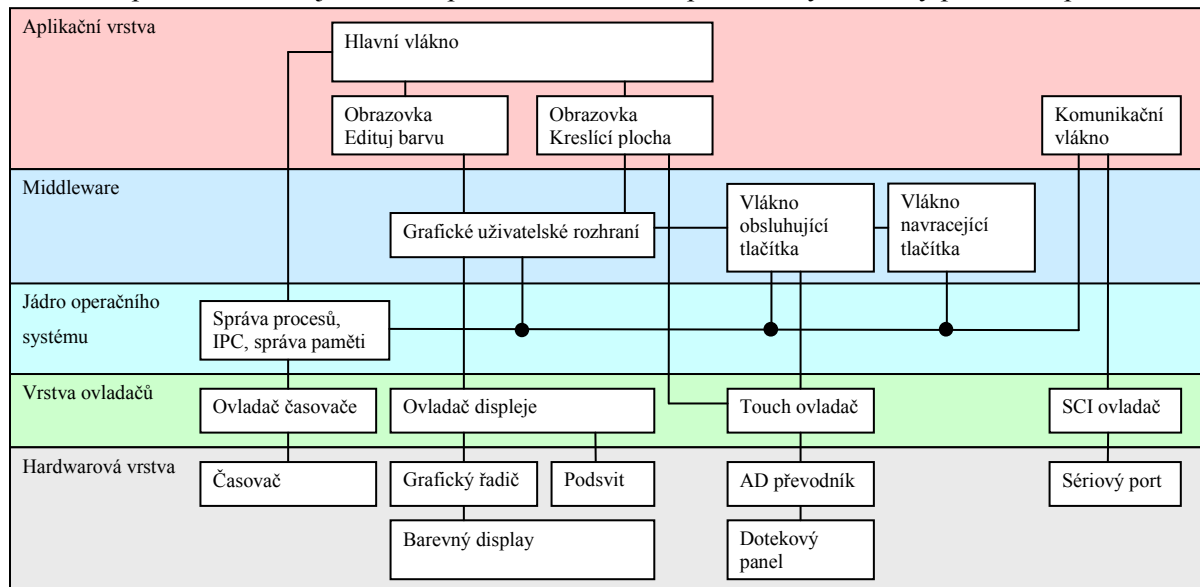 Aplikační vrstva
Hlavní vlákno
Obrazovka
Edituj barvu
Obrazovka
Kreslící plocha
Komunikační
vlákno
Middleware
Grafické uživatelské rozhraní
Vlákno
obsluhující
tlačítka
Vlákno
navracející
tlačítka
Jádro operačního
systému
Správa procesů,
IPC, správa paměti
Vrstva ovladačů
Ovladač časovače
Ovladač displeje
Touch ovladač
SCI ovladač
Hardwarová vrstva
Časovač
Grafický řadič
Podsvit
AD převodník
Sériový port
Barevný display
Dotekový
panel